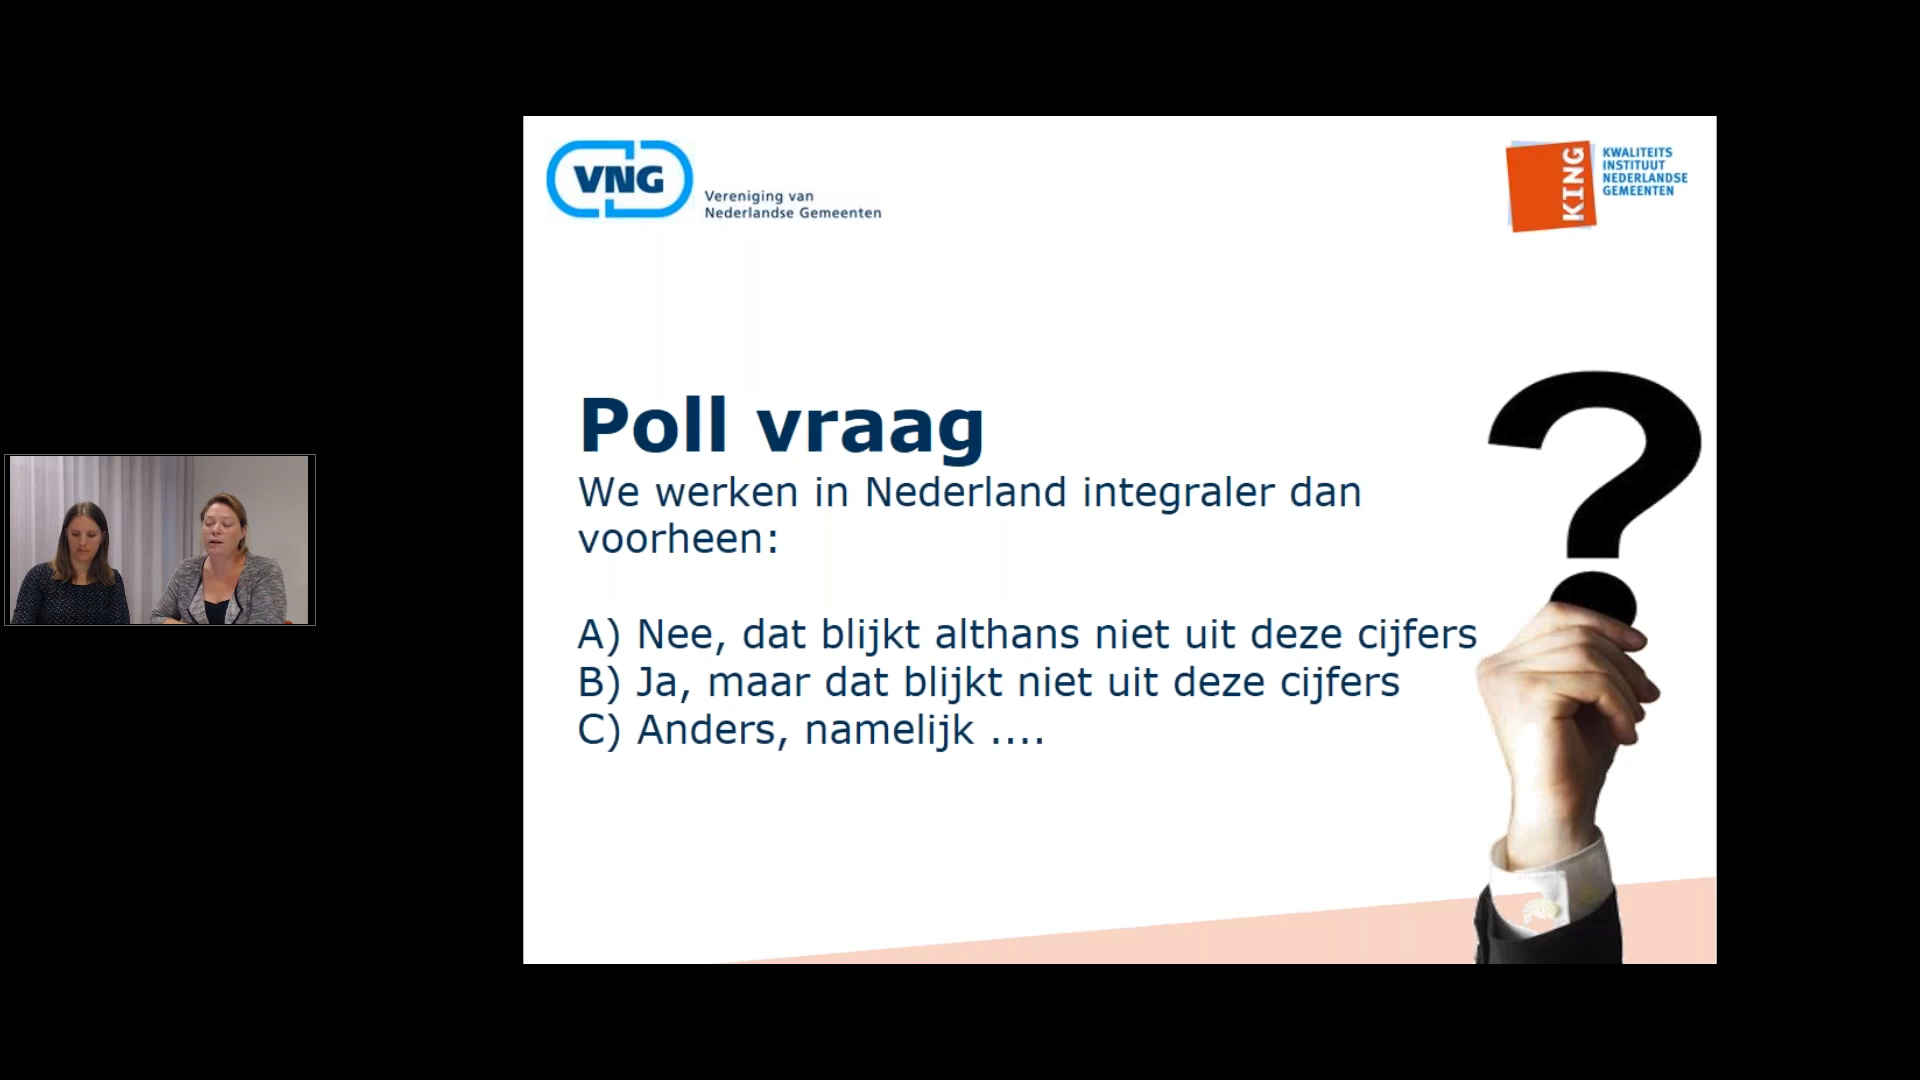 VNG
Vereniging van
Nederlandse Gemeenten
KING
KWALITEITS
INSTITUUT
NEDERLANDSE
GEMEENTEN
Poll vraag
We werken in Nederland integraler dan
voorheen:
A) Nee, dat blijkt althans niet uit deze cijfers
B) Ja, maar dat blijkt niet uit deze cijfers
C) Anders, namelijk ....